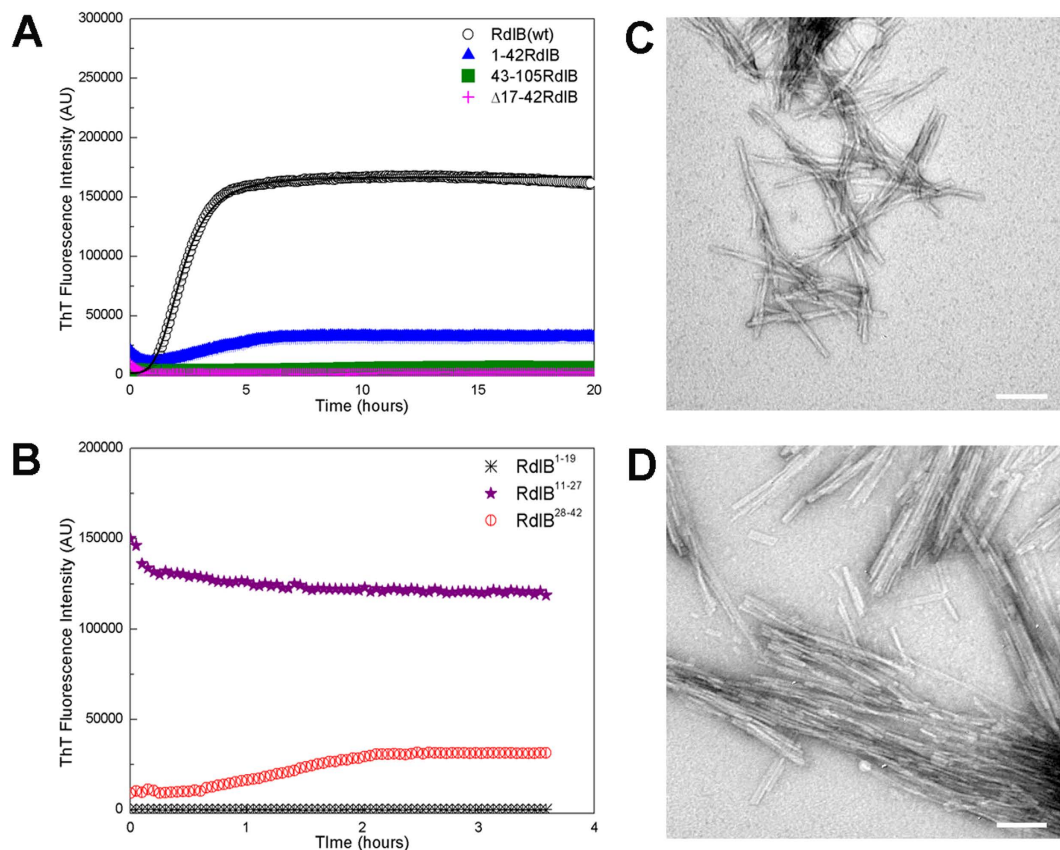 A
300000
250000
200000
150000
100000
50000
0
ThT Fluorescence Intensity (AU)
RdlB(wt)
1-42RdlB
43-105RdlB
Δ17-42RdlB
0 5 10 15 20
Time (hours)
B
200000
150000
100000
50000
0
ThT Fluorescence Intensity (AU)
RdlB¹⁻¹⁹
RdlB¹¹⁻²⁷
RdlB²⁸⁻⁴²
0 1 2 3 4
TIme (hours)
C
D